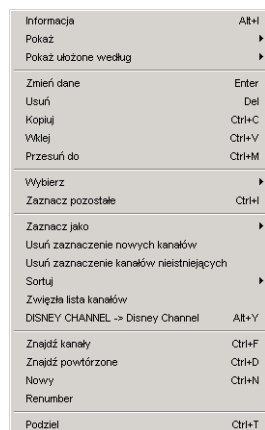 Informacja Alt+I
Pokaż
Pokaż ułożone według
Zmień dane Enter
Usuń Del
Kopiuj Ctrl+C
Wklej Ctrl+V
Przesuń do Ctrl+M
Wybierz
Zaznacz pozostałe Ctrl+I
Zaznacz jako
Usuń zaznaczenie nowych kanałów
Usuń zaznaczenie kanałów nieistniejących
Sortuj
Zwięzła lista kanałów
DISNEY CHANNEL -> Disney Channel Alt+Y
Znajdź kanały Ctrl+F
Znajdź powtórzone Ctrl+D
Nowy Ctrl+N
Renumber
Podziel Ctrl+T